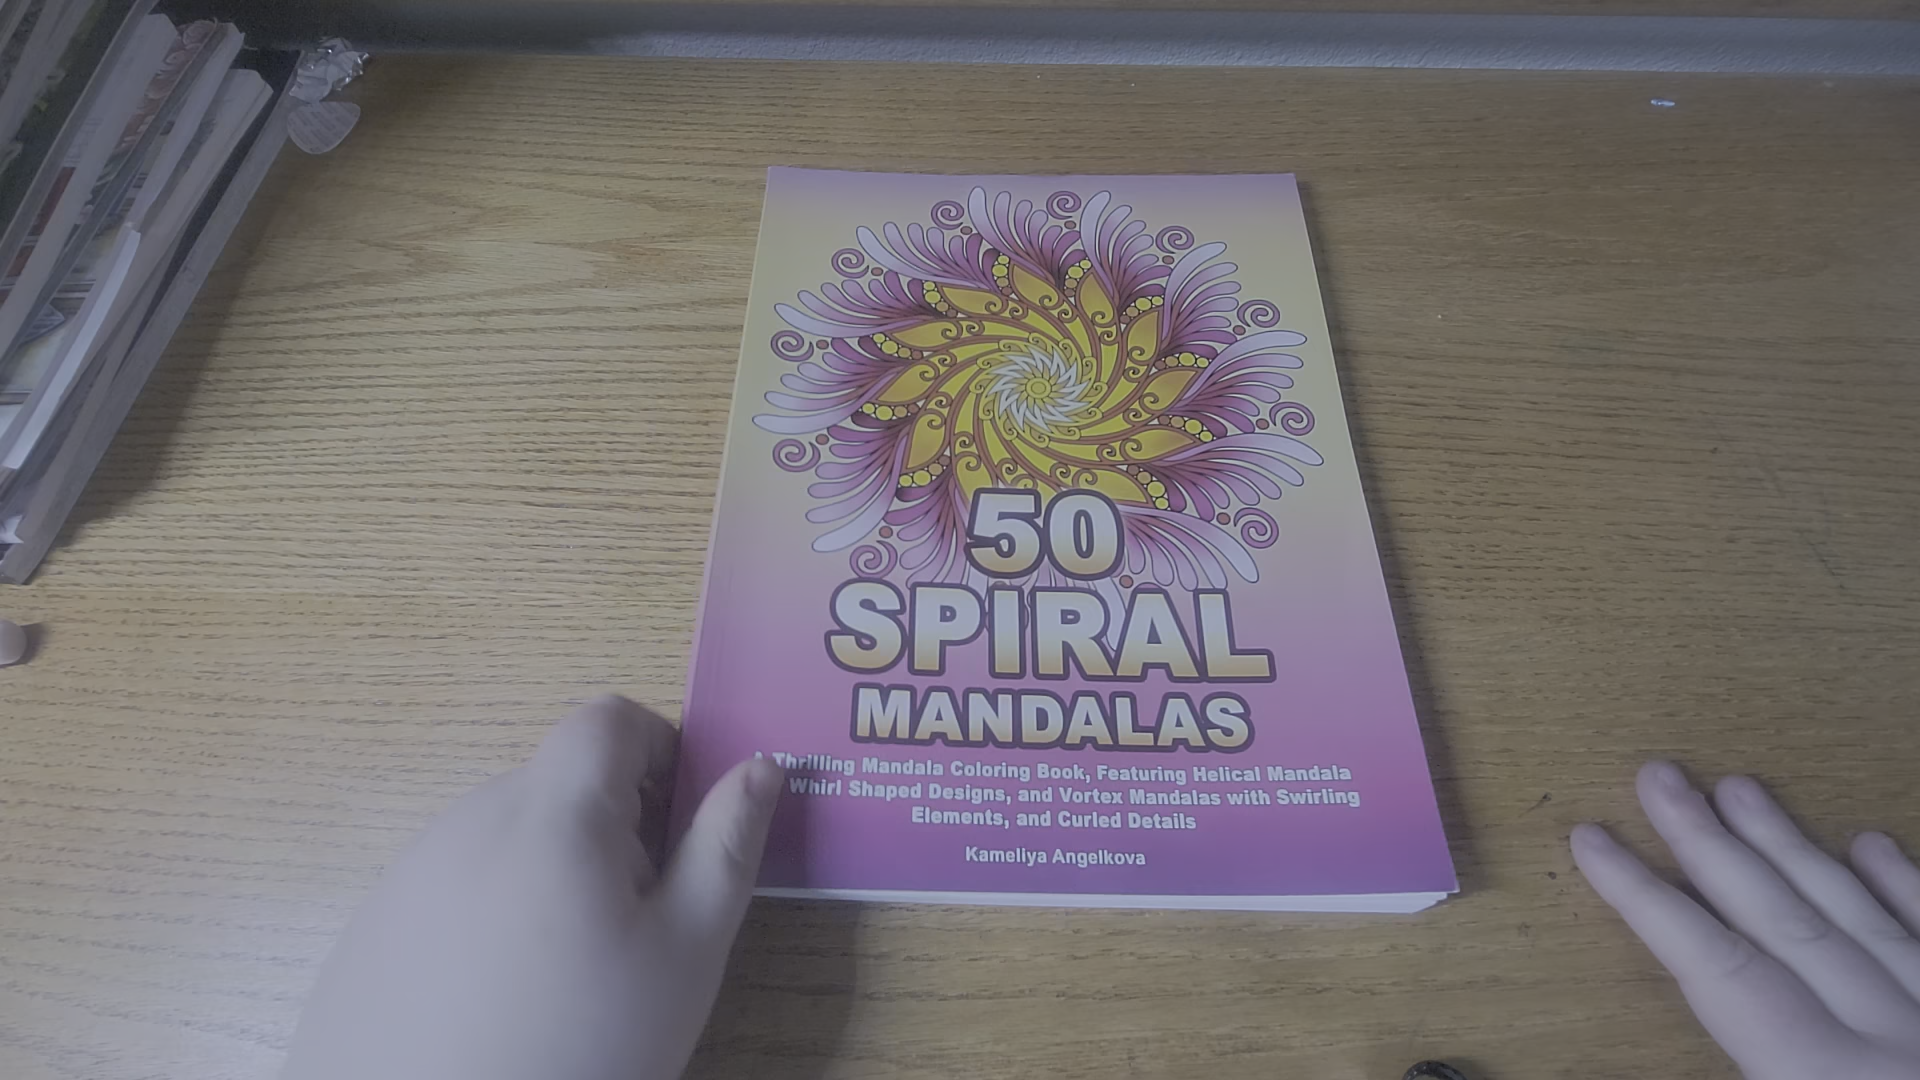 50
SPIRAL
MANDALAS
A Thrilling Mandala Coloring Book, Featuring Helical Mandala
Whirl Shaped Designs, and Vortex Mandalas with Swirling
Elements, and Curled Details
Kameliya Angelkova